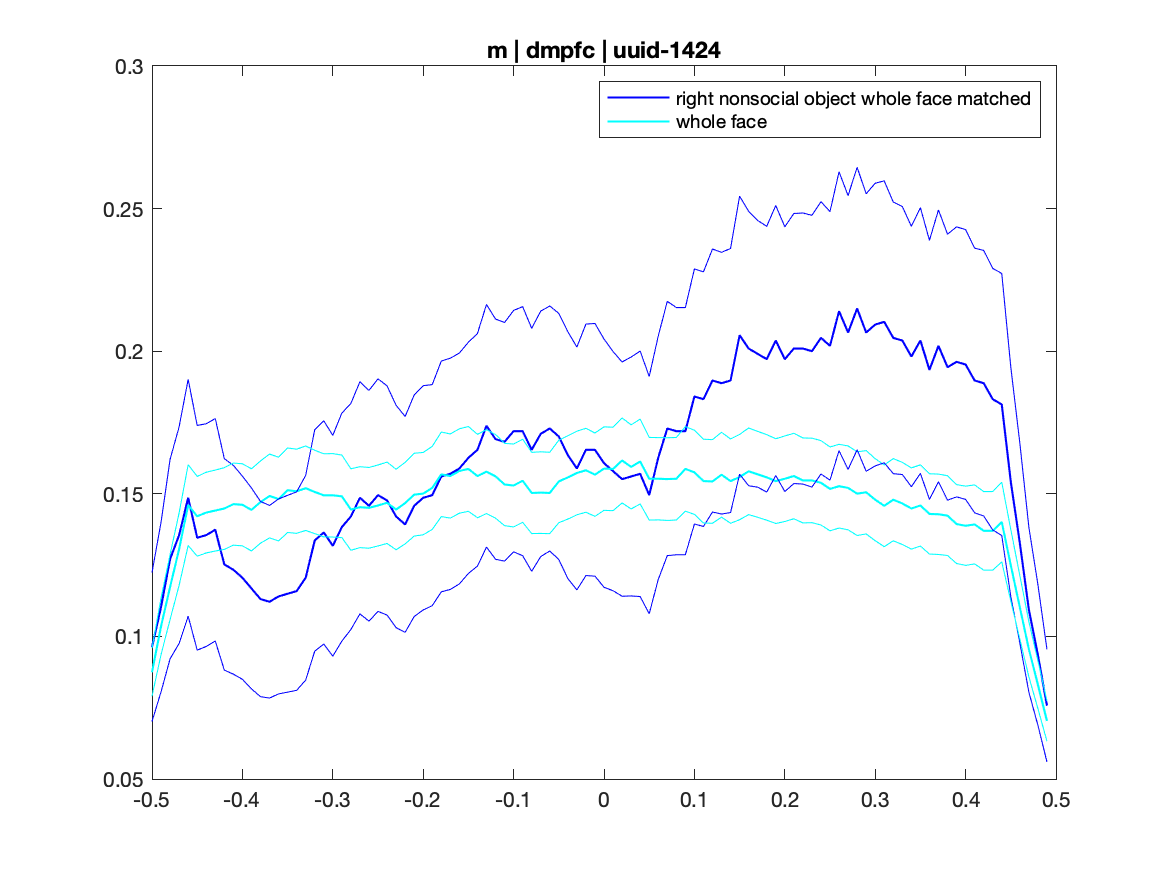 m | dmpfc | uuid-1424
right nonsocial object whole face matched
whole face
0.3
0.25
0.2
0.15
0.1
0.05
-0.5 -0.4 -0.3 -0.2 -0.1 0 0.1 0.2 0.3 0.4 0.5